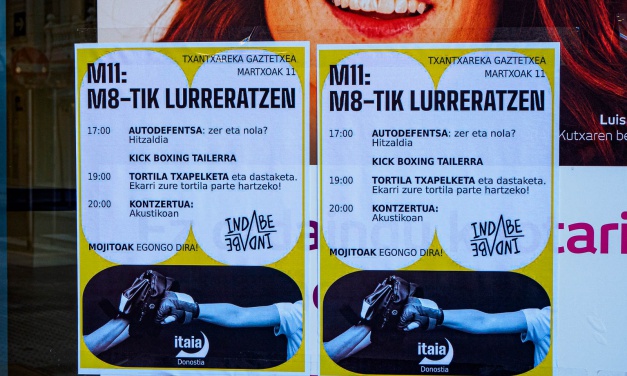 TXANTXAREKA GAZTETXEA
MARTXOAK 11
M11:
M8-TIK LURRERATZEN
17:00 AUTODEFENTSA: zer eta nola?
Hitzaldia
KICK BOXING TAILERRA
19:00 TORTILA TXAPELKETA eta dastaketa.
Ekarri zure tortila parte hartzeko!
20:00 KONTZERTUA:
Akustikoan
INDABE
INDABE
MOJITOAK EGONGO DIRA!
itaia
Donostia
TXANTXAREKA GAZTETXEA
MARTXOAK 11
M11:
M8-TIK LURRERATZEN
17:00 AUTODEFENTSA: zer eta nola?
Hitzaldia
KICK BOXING TAILERRA
19:00 TORTILA TXAPELKETA eta dastaketa.
Ekarri zure tortila parte hartzeko!
20:00 KONTZERTUA:
Akustikoan
INDABE
INDABE
MOJITOAK EGONGO DIRA!
itaia
Donostia
Luis
Kutxaren be
tari